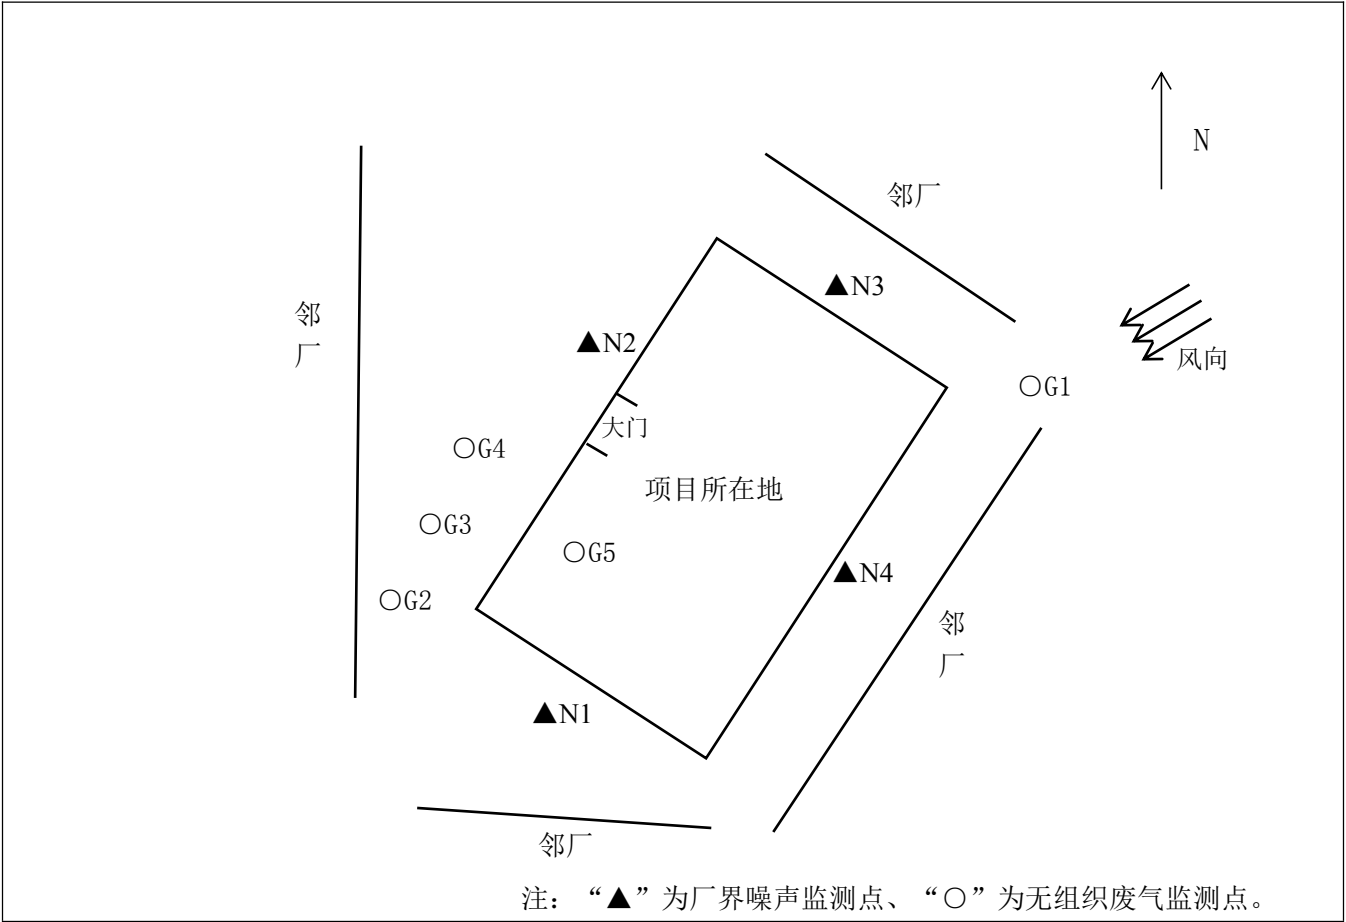 N
邻厂
▲N3
邻
厂
▲N2
风向
○G1
大门
○G4
项目所在地
○G3
○G5
▲N4
○G2
邻
厂
▲N1
邻厂
注：“▲”为厂界噪声监测点、“○”为无组织废气监测点。